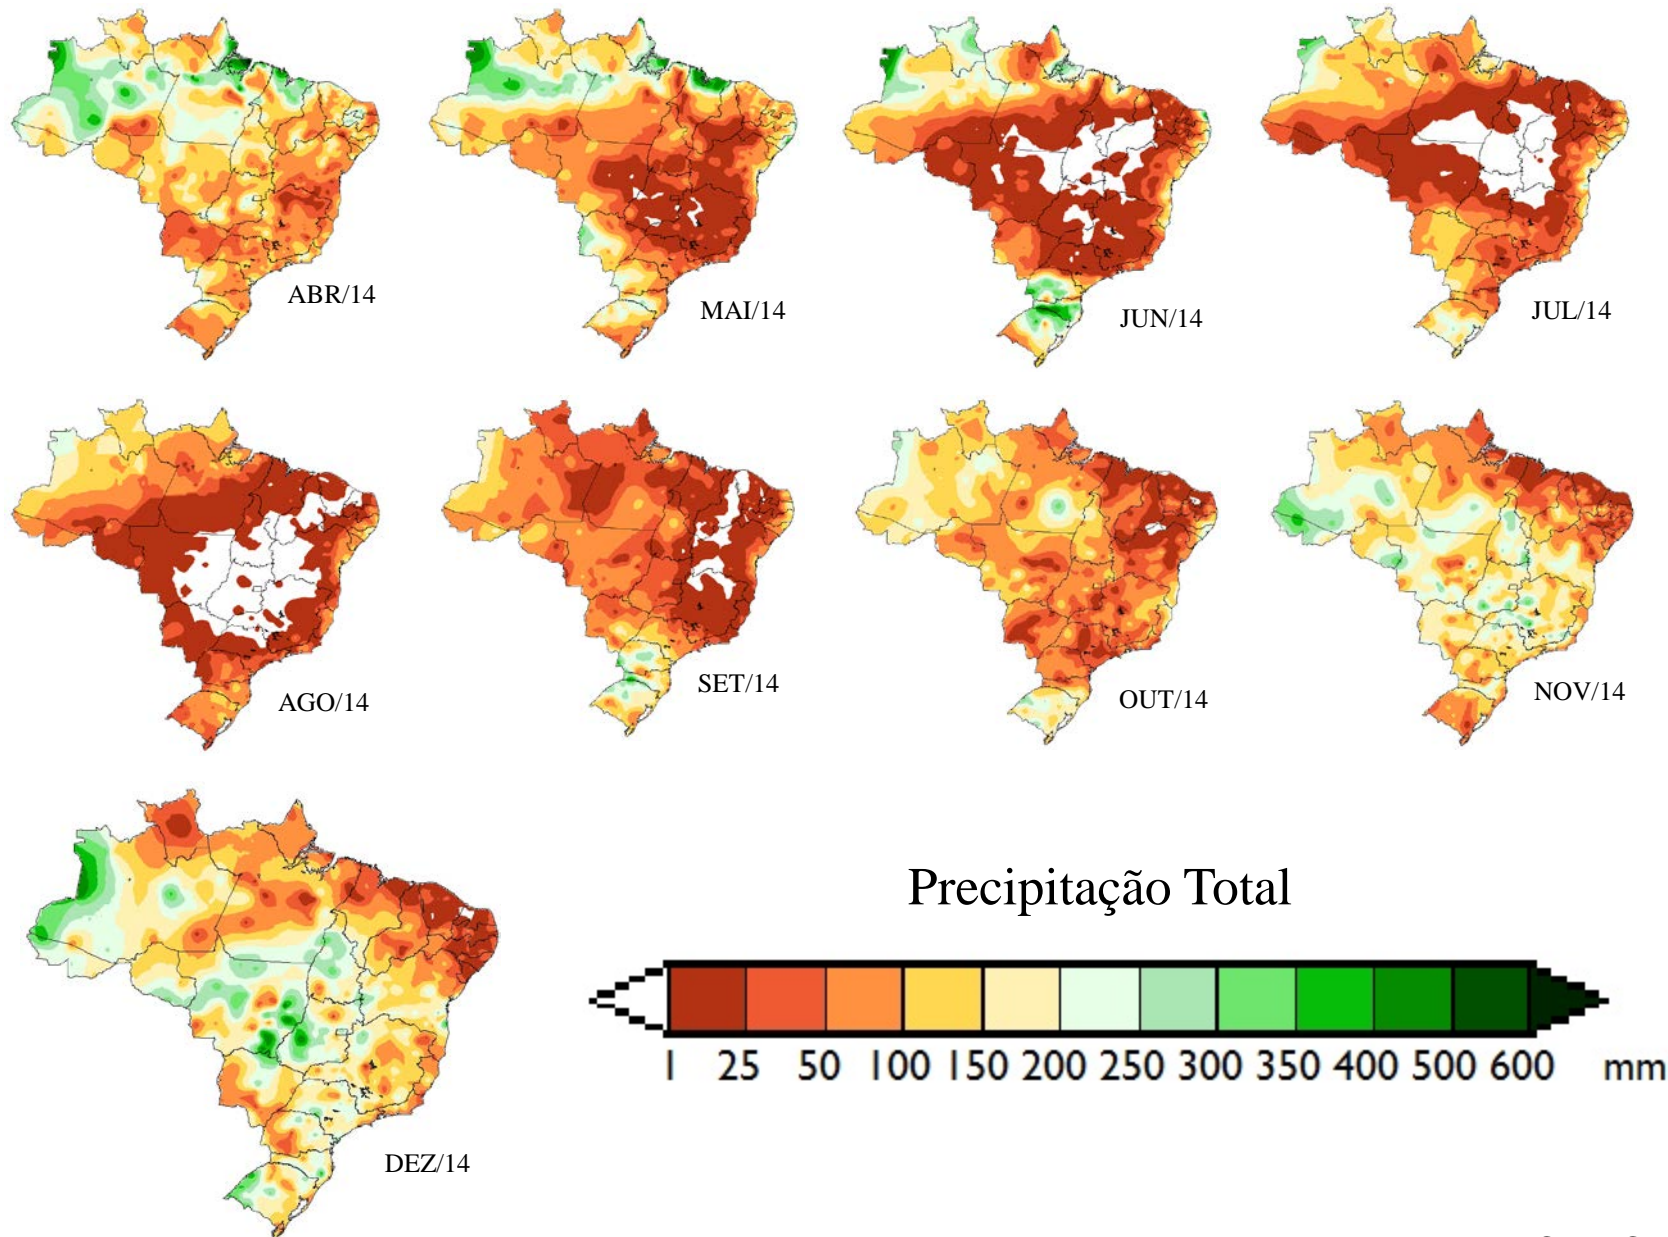 ABR/14
MAI/14
JUN/14
JUL/14
AGO/14
SET/14
OUT/14
NOV/14
DEZ/14
Precipitação Total
1 25 50 100 150 200 250 300 350 400 500 600 mm